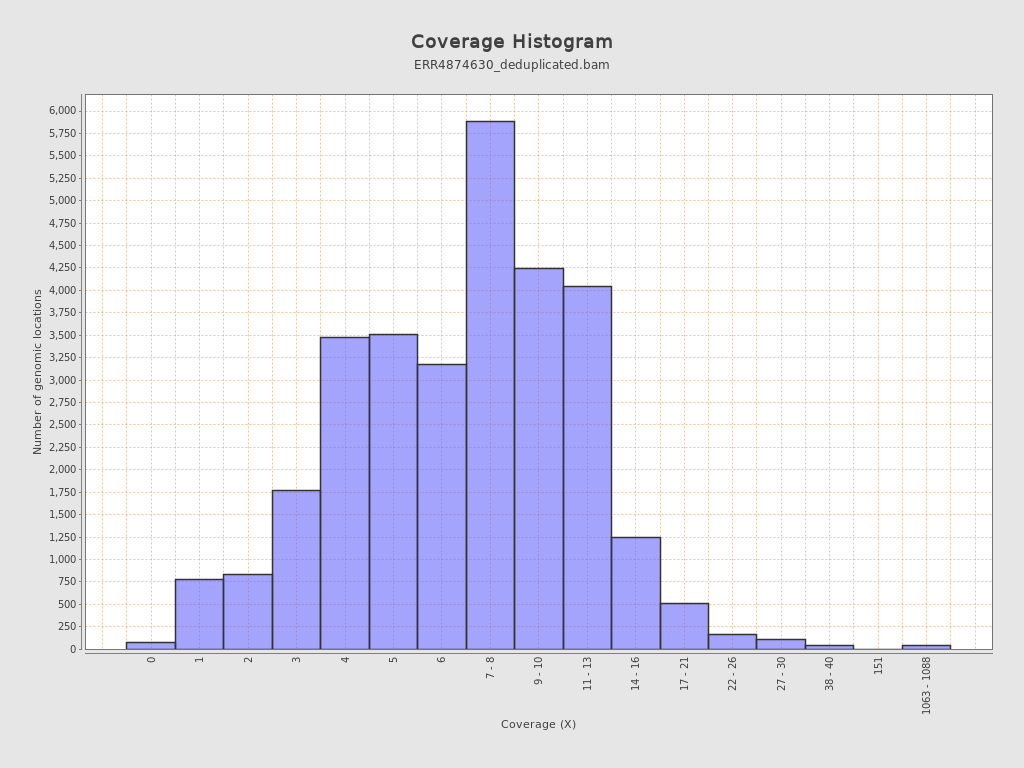 Coverage Histogram
ERR4874630_deduplicated.bam
Number of genomic locations
6,000
5,750
5,500
5,250
5,000
4,750
4,500
4,250
4,000
3,750
3,500
3,250
3,000
2,750
2,500
2,250
2,000
1,750
1,500
1,250
1,000
750
500
250
0
0
1
2
3
4
5
6
7 - 8
9 - 10
11 - 13
14 - 16
17 - 21
22 - 26
27 - 30
38 - 40
151
1063 - 1088
Coverage (X)